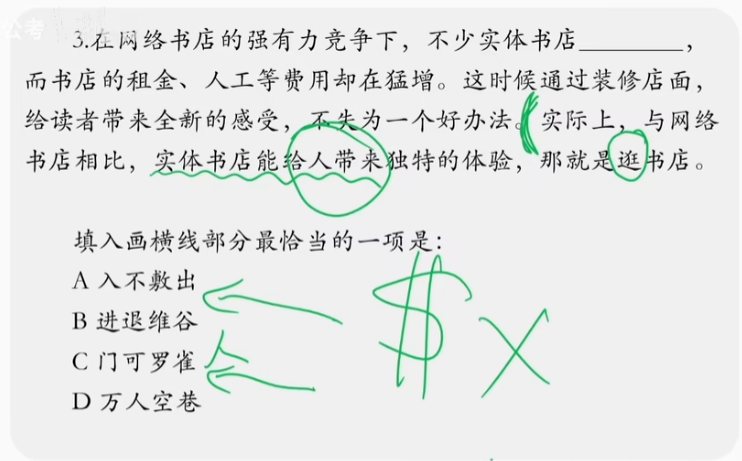 公考
3.在网络书店的强有力竞争下，不少实体书店________，
而书店的租金、人工等费用却在猛增。这时候通过装修店面，
给读者带来全新的感受，不失为一个好办法。实际上，与网络
书店相比，实体书店能给人带来独特的体验，那就是逛书店。
填入画横线部分最恰当的一项是：
A 入不敷出
B 进退维谷
C 门可罗雀 人
D 万人空巷
$ X